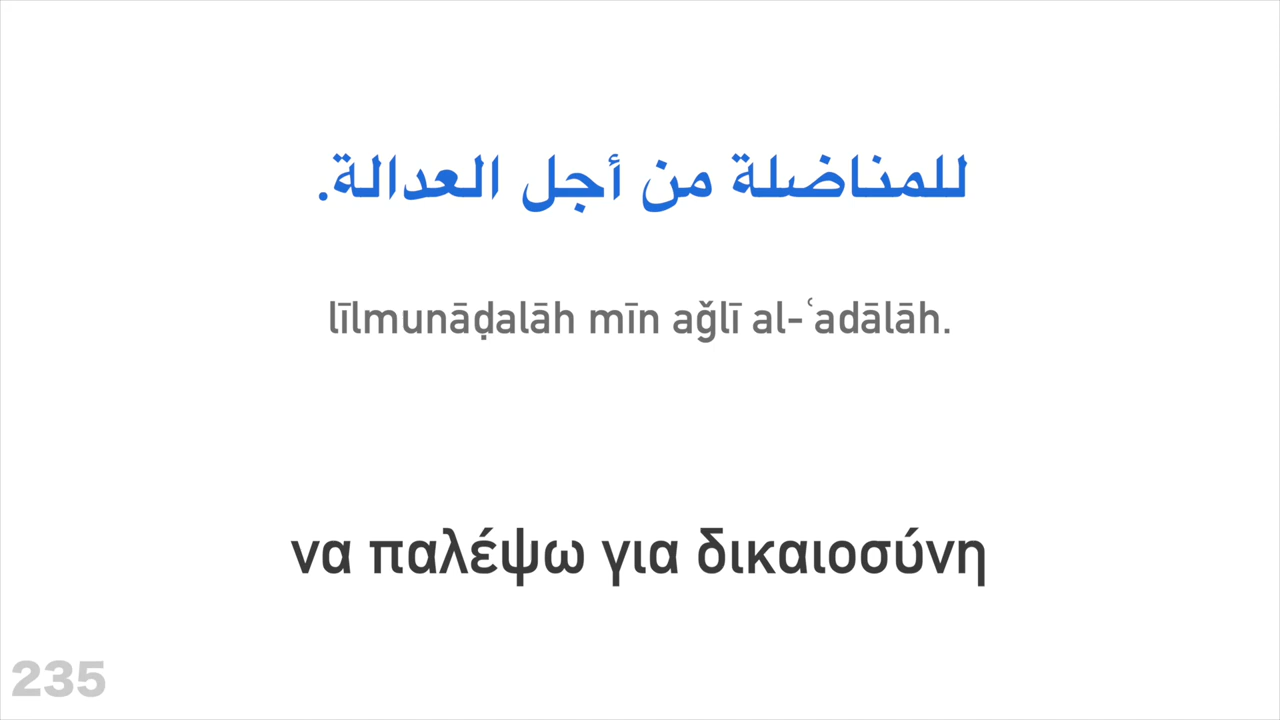 للمناضلة من أجل العدالة.
līlmunāḍalāh mīn aǧlī al-ʿadālāh.
να παλέψω για δικαιοσύνη
235